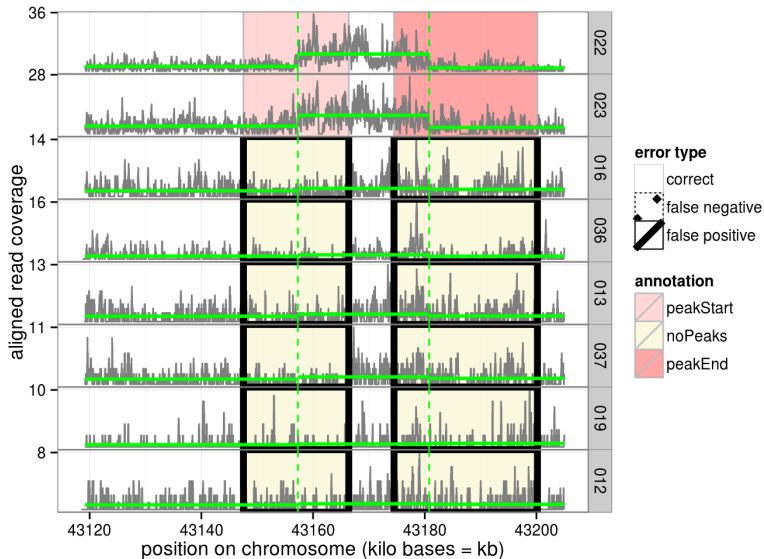 36
28
14
16
13
11
10
8
aligned read coverage
022
023
016
036
013
037
019
012
43120 43140 43160 43180 43200
position on chromosome (kilo bases = kb)
error type
correct
false negative
false positive
annotation
peakStart
noPeaks
peakEnd